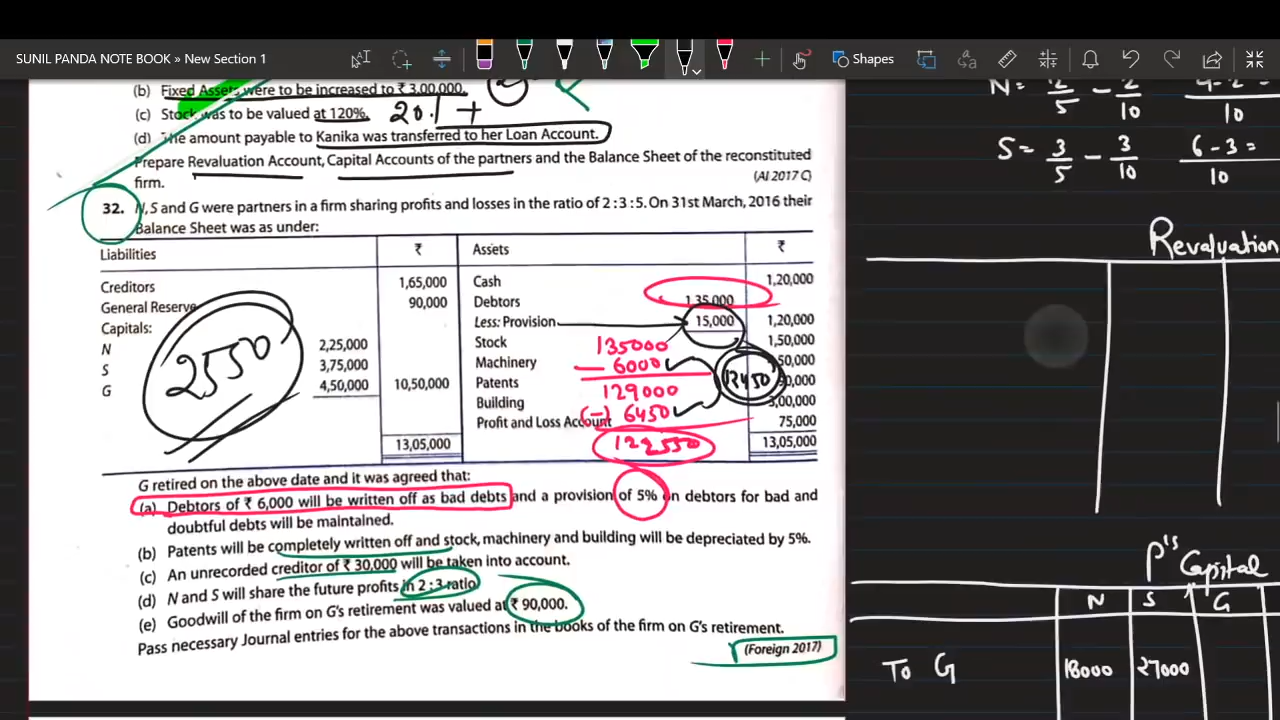 SUNIL PANDA NOTE BOOK » New Section 1
Shapes
(b) Fixed Assets were to be increased to ₹ 3,00,000.
(c) Stock was to be valued at 120%. 20% +
(d) The amount payable to Kanika was transferred to her Loan Account.
Prepare Revaluation Account, Capital Accounts of the partners and the Balance Sheet of the reconstituted
firm. (AI 2017 C)
32. N, S and G were partners in a firm sharing profits and losses in the ratio of 2 : 3 : 5. On 31st March, 2016 their
Balance Sheet was as under:
Liabilities ₹ Assets ₹
Creditors 1,65,000 Cash 1,20,000
General Reserve 90,000 Debtors 1,35,000
Capitals: Less: Provision 15,000 1,20,000
N 2,25,000 Stock 1,50,000
S 3,75,000 Machinery
G 4,50,000 10,50,000 Patents
Building 3,00,000
Profit and Loss Account 75,000
13,05,000 13,05,000
2550
135000
- 6000
129000
(-) 6450
122550
12450
G retired on the above date and it was agreed that:
(a) Debtors of ₹ 6,000 will be written off as bad debts and a provision of 5% on debtors for bad and
doubtful debts will be maintained.
(b) Patents will be completely written off and stock, machinery and building will be depreciated by 5%.
(c) An unrecorded creditor of ₹ 30,000 will be taken into account.
(d) N and S will share the future profits in 2 : 3 ratio
(e) Goodwill of the firm on G's retirement was valued at ₹ 90,000.
Pass necessary Journal entries for the above transactions in the books of the firm on G's retirement.
(Foreign 2017)
N = 2/5 - 2/10 4-2 = /10
S = 3/5 - 3/10 6-3 = /10
Revaluation
P's Capital
N S G
To G 18000 27000